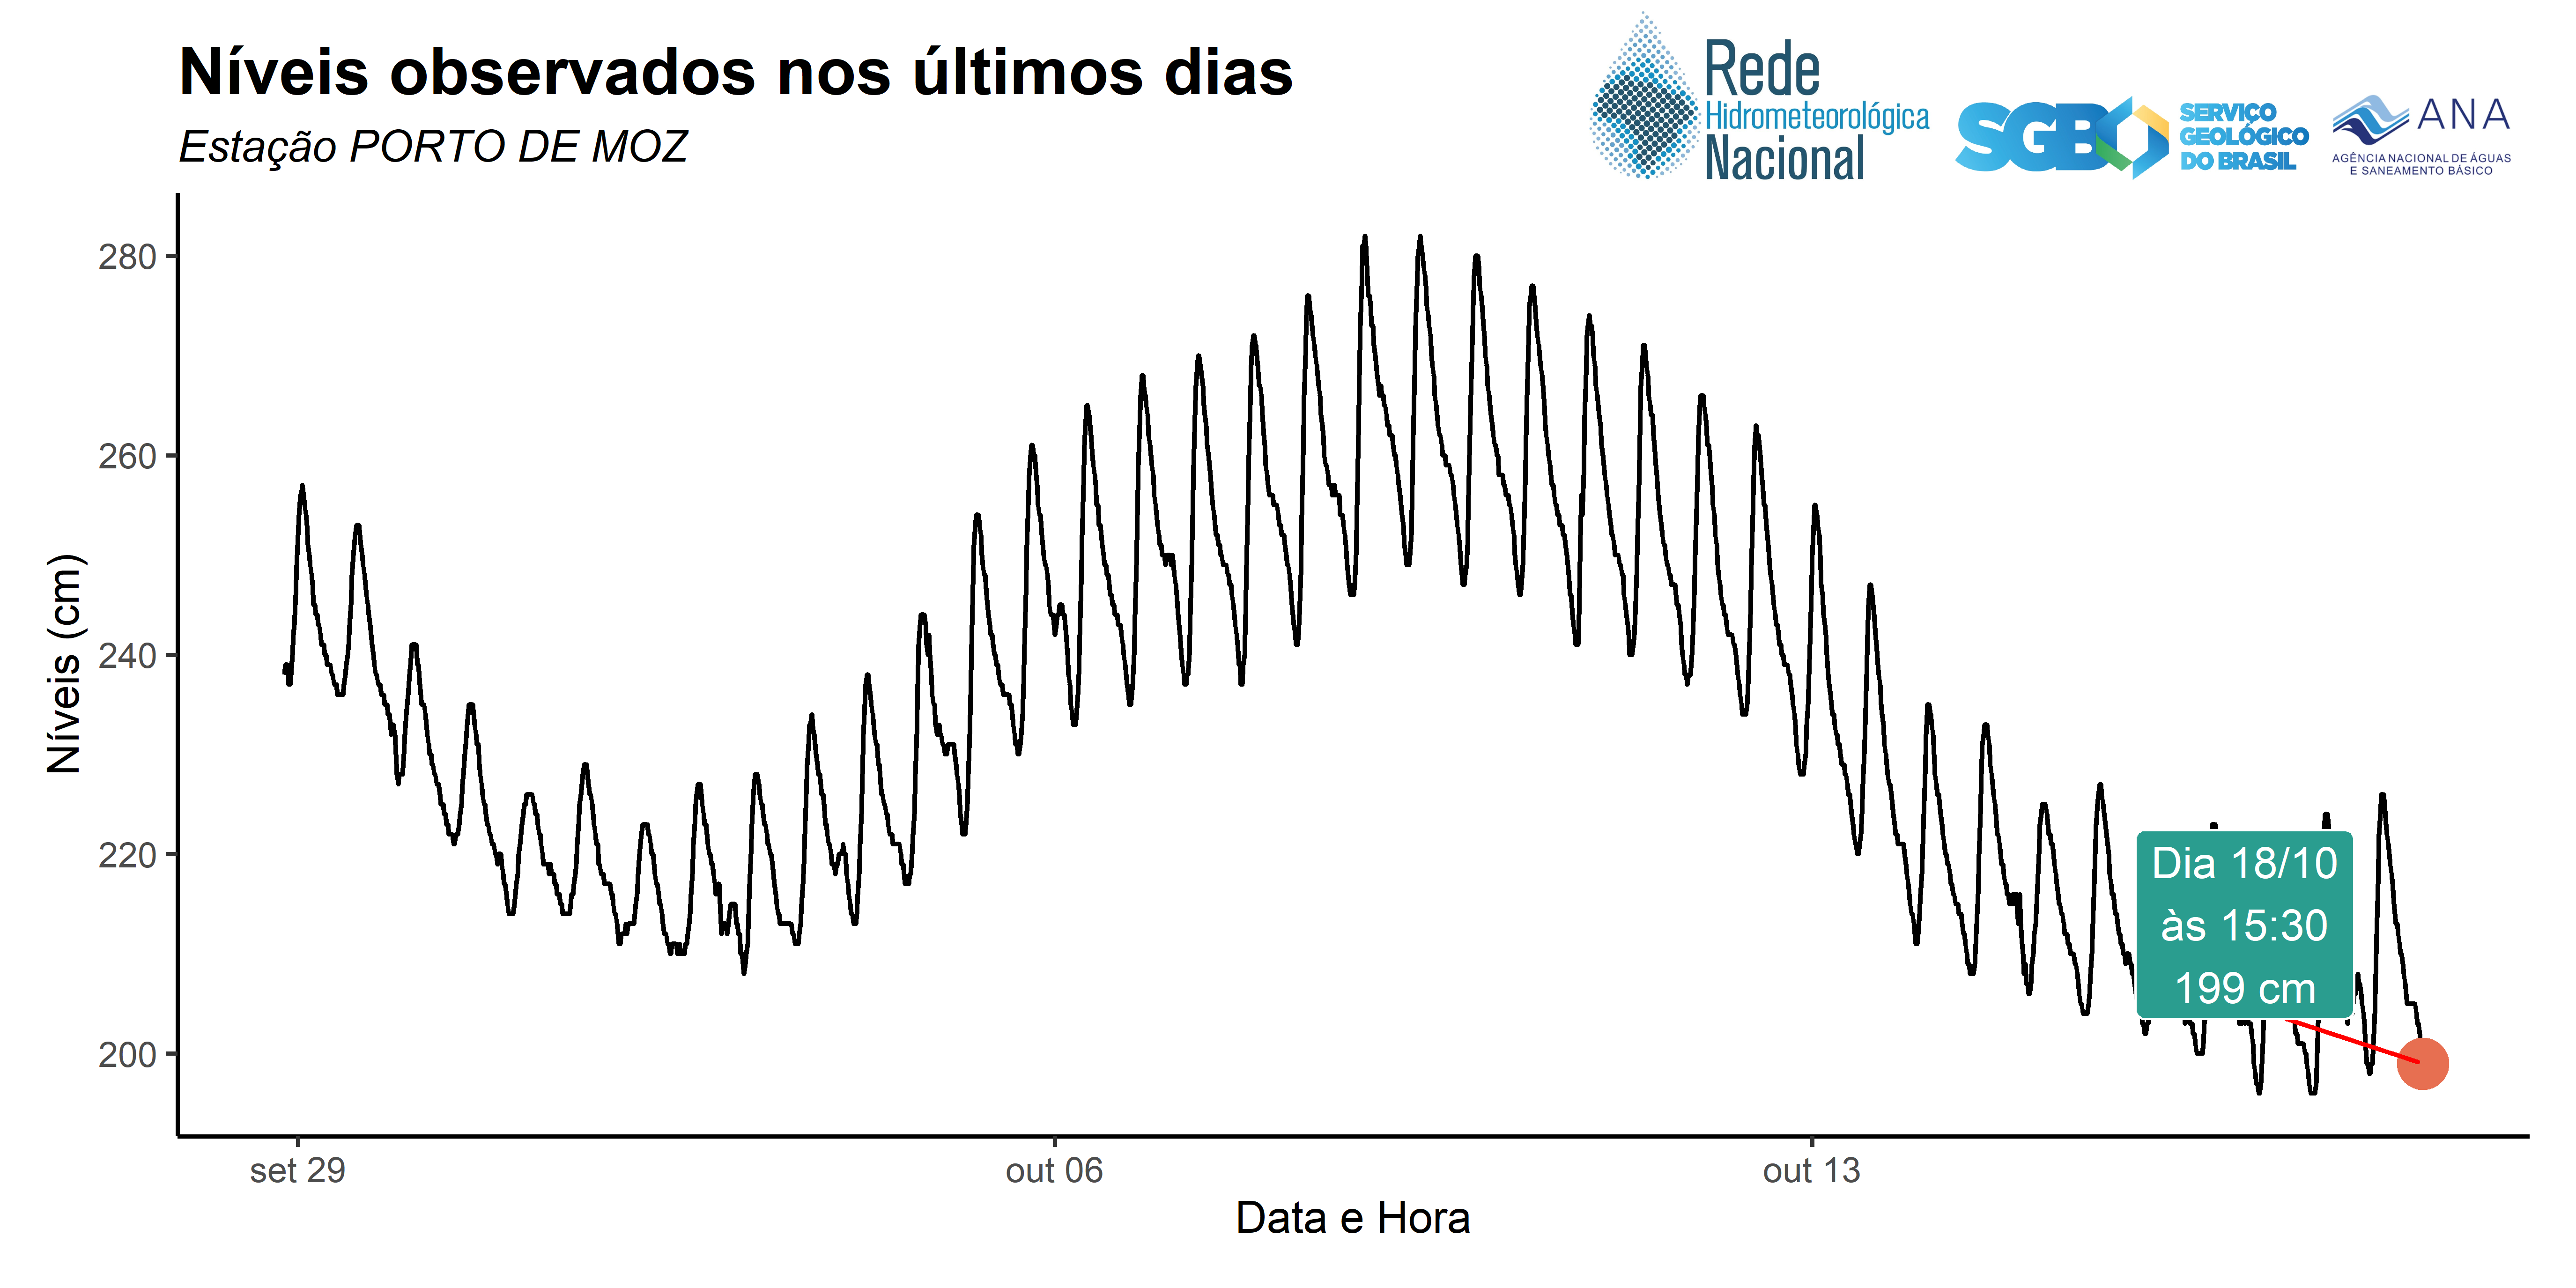 Níveis observados nos últimos dias
Estação PORTO DE MOZ
Rede
Hidrometeorológica
Nacional
SGB
SERVIÇO
GEOLÓGICO
DO BRASIL
ANA
AGÊNCIA NACIONAL DE ÁGUAS
E SANEAMENTO BÁSICO
Níveis (cm)
280
260
240
220
200
Dia 18/10
às 15:30
199 cm
set 29
out 06
out 13
Data e Hora